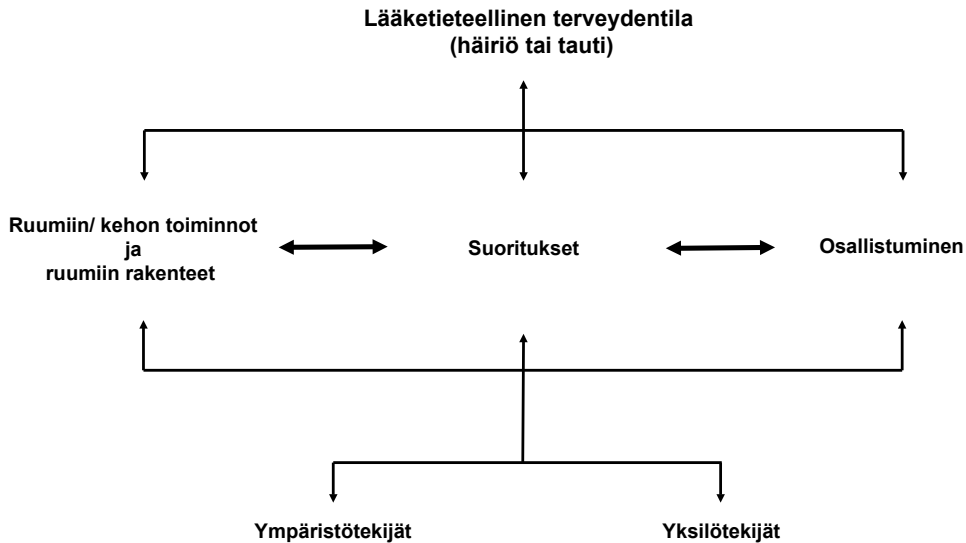 Lääketieteellinen terveydentila
(häiriö tai tauti)
Ruumiin/ kehon toiminnot
ja
ruumiin rakenteet
Suoritukset
Osallistuminen
Ympäristötekijät
Yksilötekijät